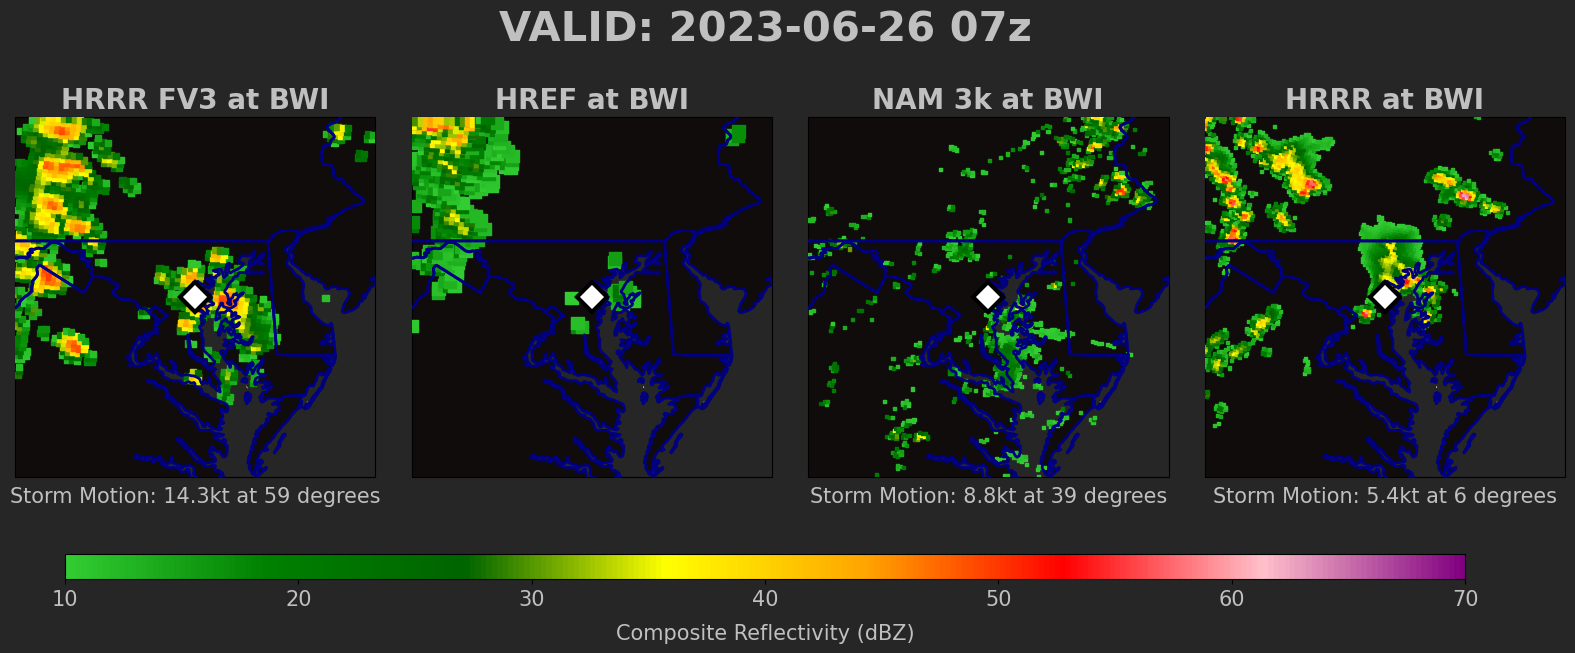 VALID: 2023-06-26 07z
HRRR FV3 at BWI
HREF at BWI
NAM 3k at BWI
HRRR at BWI
Storm Motion: 14.3kt at 59 degrees
Storm Motion: 8.8kt at 39 degrees
Storm Motion: 5.4kt at 6 degrees
10 20 30 40 50 60 70
Composite Reflectivity (dBZ)